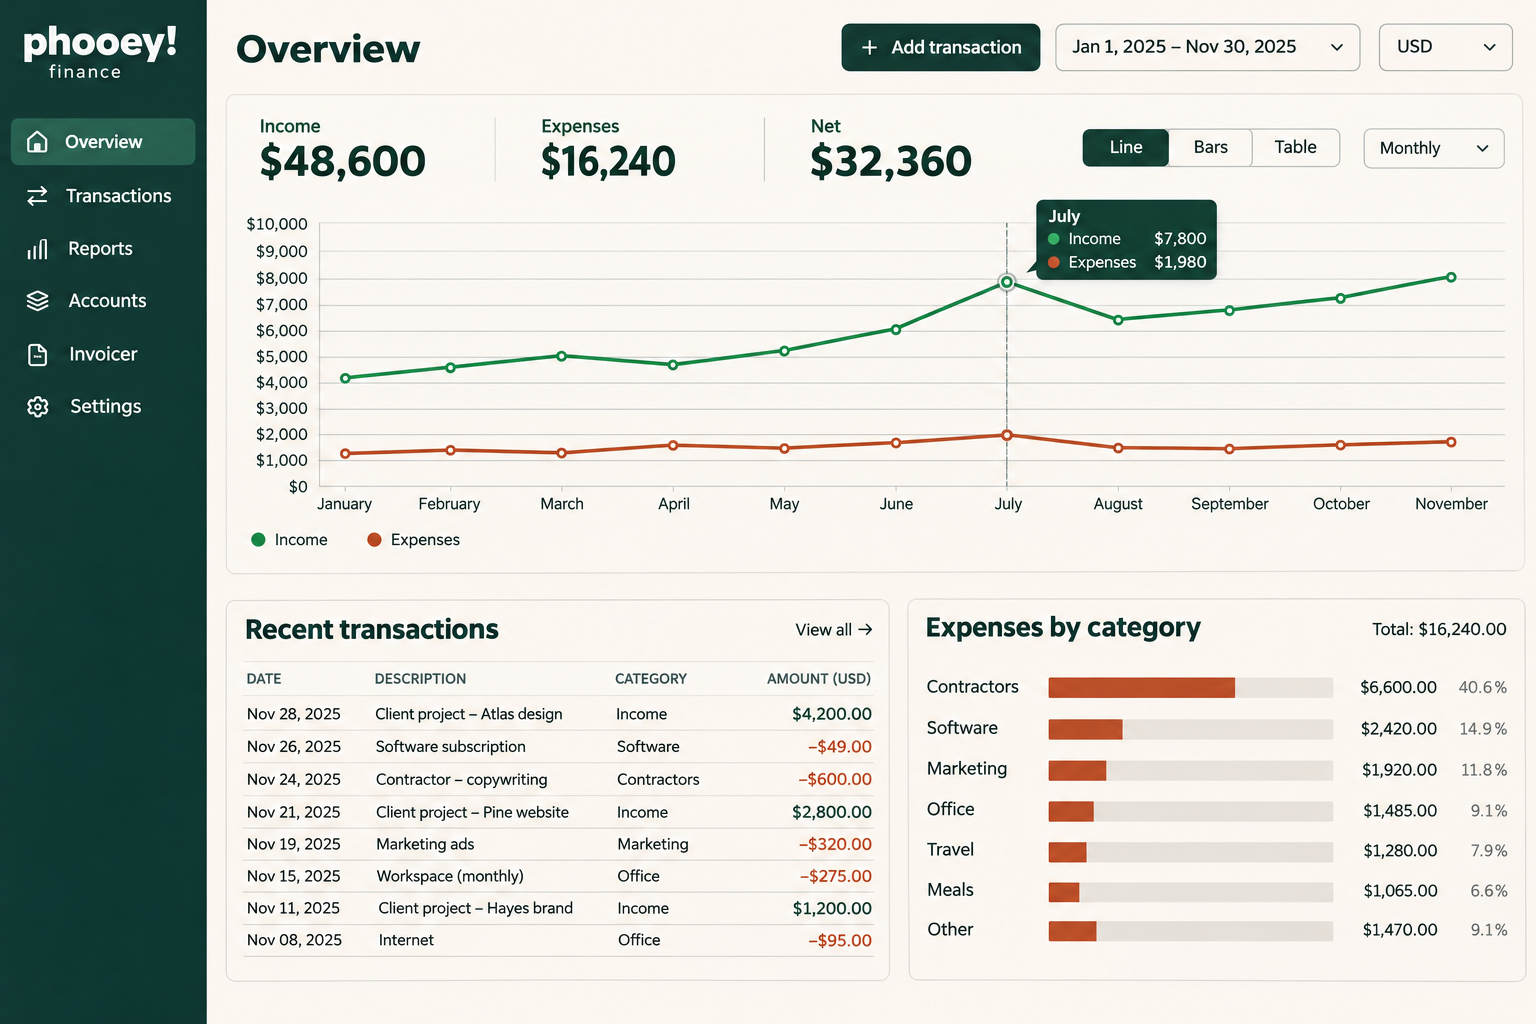 phooey!
finance
Overview
Transactions
Reports
Accounts
Invoicer
Settings
Overview
+ Add transaction
Jan 1, 2025 – Nov 30, 2025
USD
Income
$48,600
Expenses
$16,240
Net
$32,360
Line Bars Table
Monthly
July
Income $7,800
Expenses $1,980
$10,000
$9,000
$8,000
$7,000
$6,000
$5,000
$4,000
$3,000
$2,000
$1,000
$0
January February March April May June July August September October November
Income Expenses
Recent transactions
View all →
DATE DESCRIPTION CATEGORY AMOUNT (USD)
Nov 28, 2025 Client project – Atlas design Income $4,200.00
Nov 26, 2025 Software subscription Software –$49.00
Nov 24, 2025 Contractor – copywriting Contractors –$600.00
Nov 21, 2025 Client project – Pine website Income $2,800.00
Nov 19, 2025 Marketing ads Marketing –$320.00
Nov 15, 2025 Workspace (monthly) Office –$275.00
Nov 11, 2025 Client project – Hayes brand Income $1,200.00
Nov 08, 2025 Internet Office –$95.00
Expenses by category
Total: $16,240.00
Contractors $6,600.00 40.6%
Software $2,420.00 14.9%
Marketing $1,920.00 11.8%
Office $1,485.00 9.1%
Travel $1,280.00 7.9%
Meals $1,065.00 6.6%
Other $1,470.00 9.1%